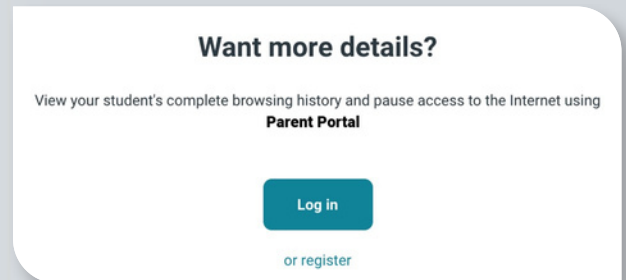 Want more details?
View your student's complete browsing history and pause access to the Internet using
Parent Portal
Log in
or register